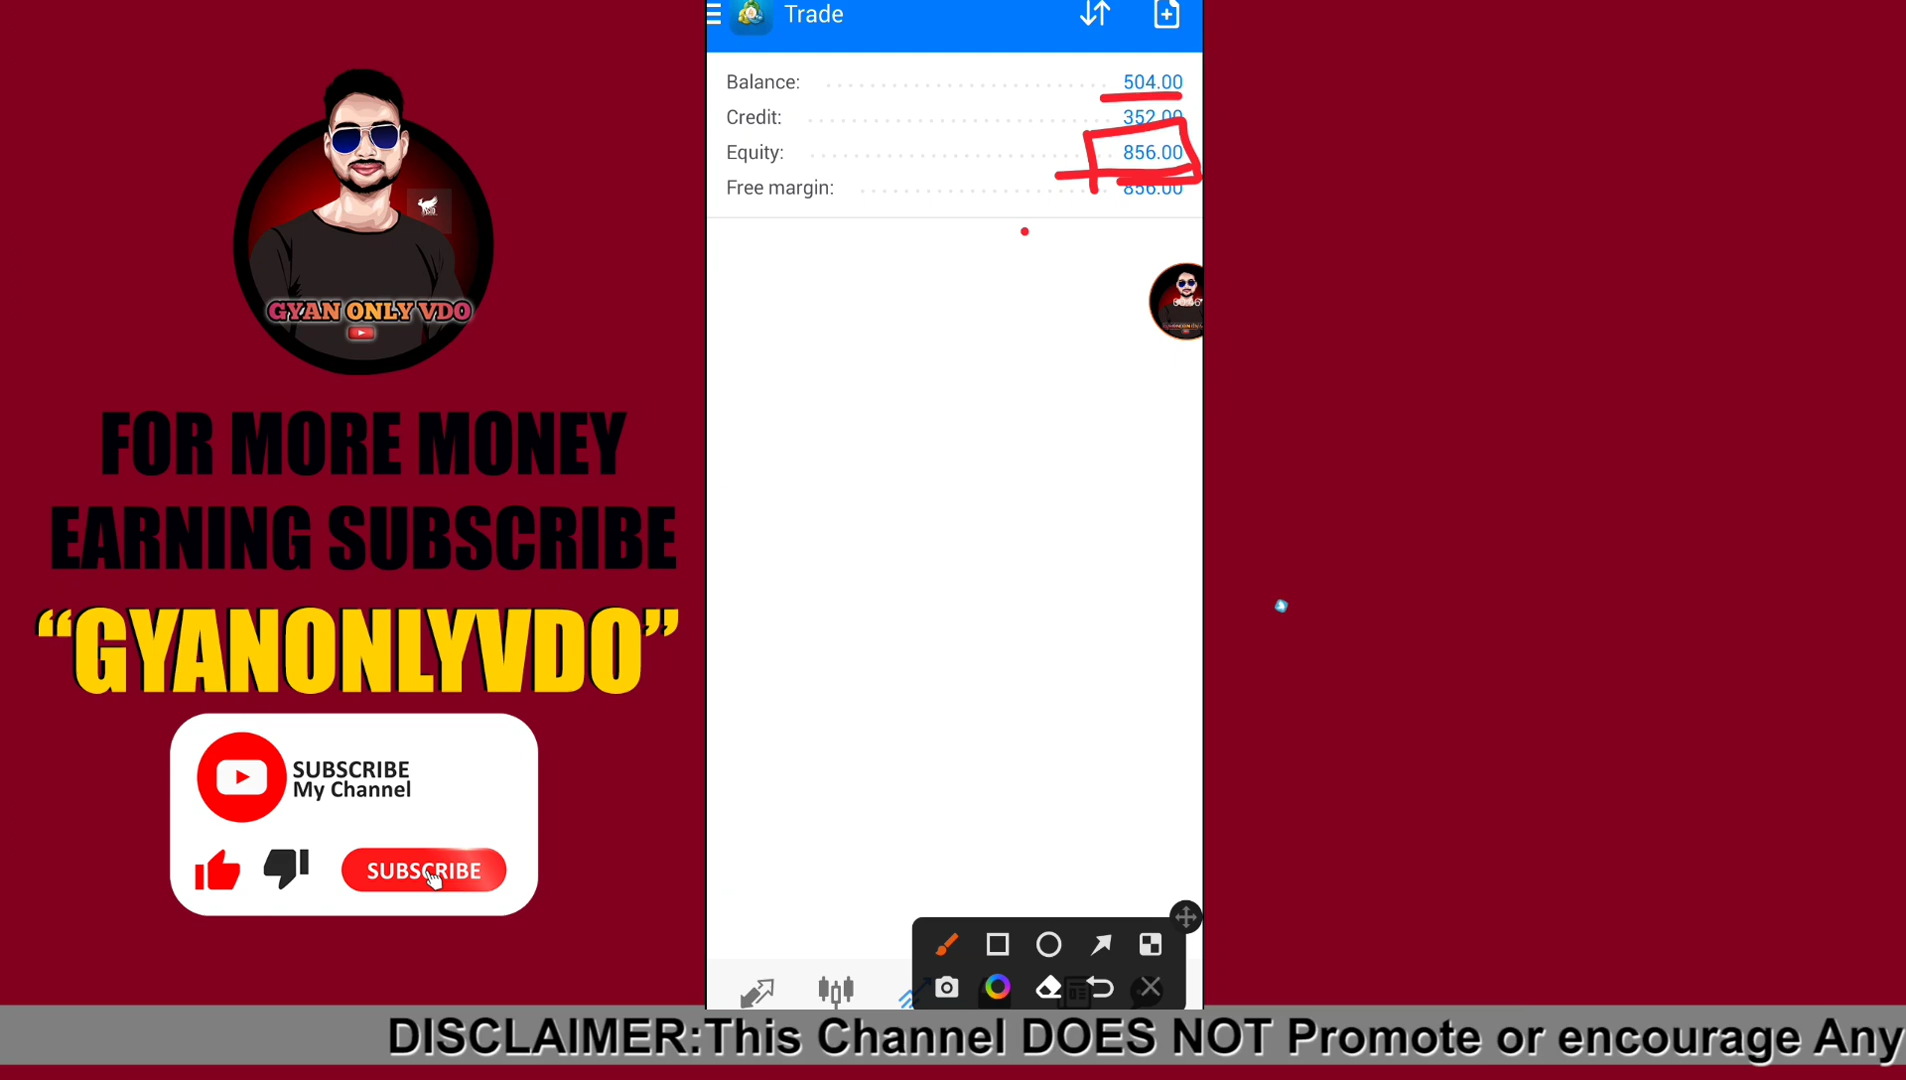 Trade
Balance: 504.00
Credit: 352.00
Equity: 856.00
Free margin: 856.00
GYAN ONLY VDO
FOR MORE MONEY
EARNING SUBSCRIBE
“GYANONLYVDO”
SUBSCRIBE
My Channel
SUBSCRIBE
DISCLAIMER:This Channel DOES NOT Promote or encourage Any